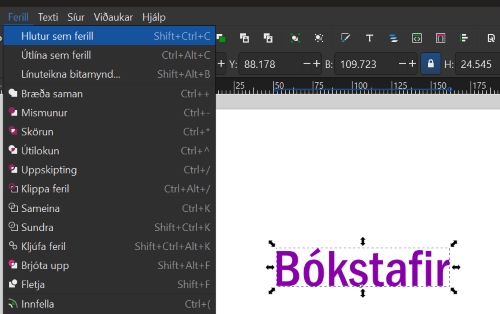 Ferill Texti Síur Viðaukar Hjálp
Hlutur sem ferill Shift+Ctrl+C
Útlína sem ferill Ctrl+Alt+C
Línuteikna bitamynd... Shift+Alt+B
Bræða saman Ctrl++
Mismunur Ctrl+-
Skörun Ctrl+*
Útilokun Ctrl+^
Uppskipting Ctrl+/
Klippa feril Ctrl+Alt+/
Sameina Ctrl+K
Sundra Shift+Ctrl+K
Kljúfa feril Shift+Ctrl+Alt+K
Brjóta upp Shift+Alt+F
Fletja Shift+F
Innfella Ctrl+(
Y: 88.178 - + B: 109.723 - + H: 24.545
25 50 75 100 125 150 175
Bókstafir